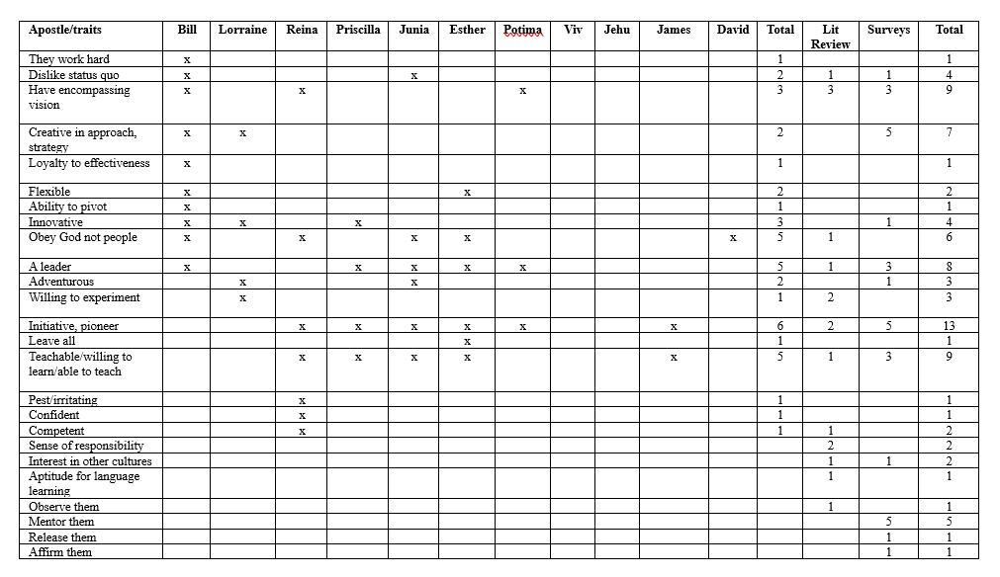 Apostle/traits Bill Lorraine Reina Priscilla Junia Esther Potima Viv Jehu James David Total Lit Surveys Total
Review
They work hard x 1 1
Dislike status quo x x 2 1 1 4
Have encompassing x x x 3 3 3 9
vision
Creative in approach, x x 2 5 7
strategy
Loyalty to effectiveness x 1 1
Flexible x x 2 2
Ability to pivot x 1 1
Innovative x x x 3 1 4
Obey God not people x x x x x 5 1 6
A leader x x x x x 5 1 3 8
Adventurous x x 2 1 3
Willing to experiment x 1 2 3
Initiative, pioneer x x x x x x 6 2 5 13
Leave all x 1 1
Teachable/willing to x x x x x 5 1 3 9
learn/able to teach
Pest/irritating x 1 1
Confident x 1 1
Competent x 1 1 2
Sense of responsibility 2 2
Interest in other cultures 1 1 2
Aptitude for language 1 1
learning
Observe them 1 1
Mentor them 5 5
Release them 1 1
Affirm them 1 1